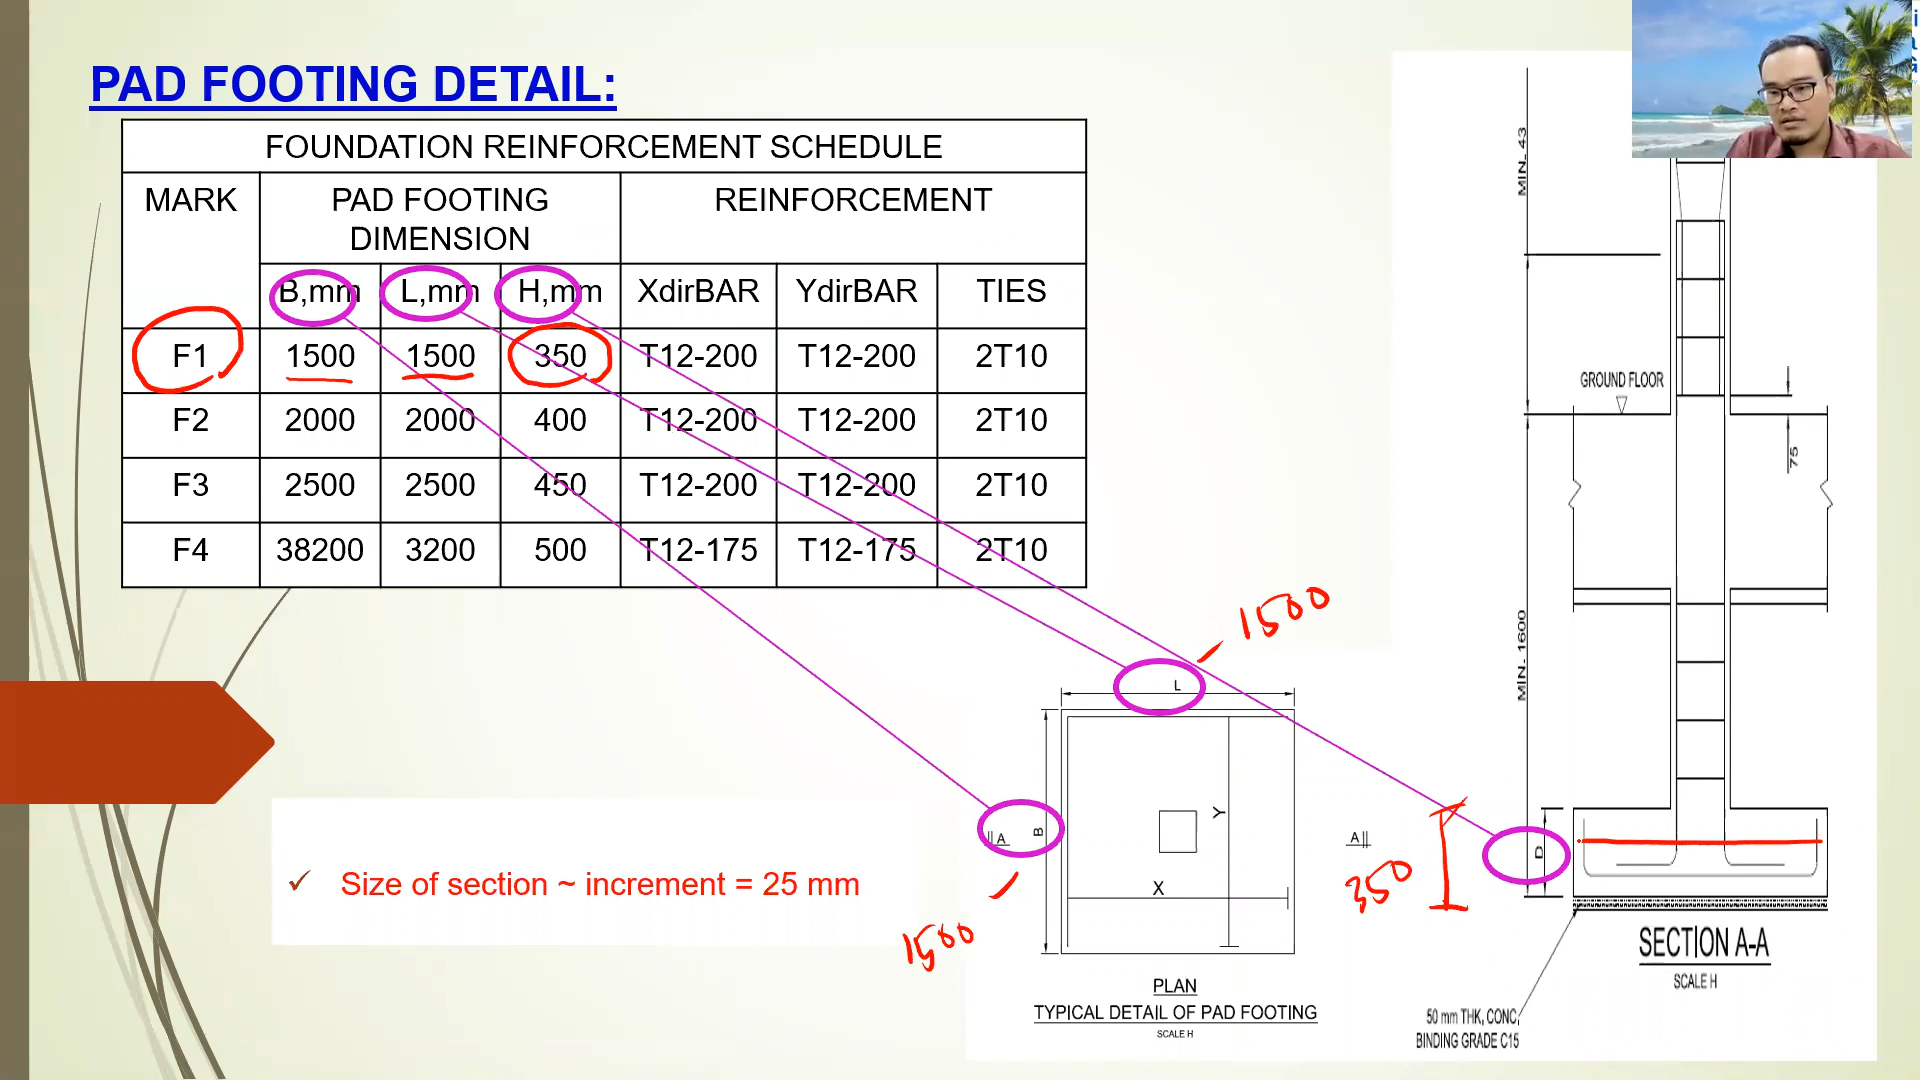 PAD FOOTING DETAIL:
FOUNDATION REINFORCEMENT SCHEDULE
MARK PAD FOOTING DIMENSION REINFORCEMENT
B,mm L,mm H,mm XdirBAR YdirBAR TIES
F1 1500 1500 350 T12-200 T12-200 2T10
F2 2000 2000 400 T12-200 T12-200 2T10
F3 2500 2500 450 T12-200 T12-200 2T10
F4 38200 3200 500 T12-175 T12-175 2T10
✓ Size of section ~ increment = 25 mm
1500
L
B
A
Y
X
A
1500
350
PLAN
TYPICAL DETAIL OF PAD FOOTING
SCALE H
MIN. 43
GROUND FLOOR
75
MIN. 1600
D
SECTION A-A
SCALE H
50 mm THK, CONC,
BINDING GRADE C15